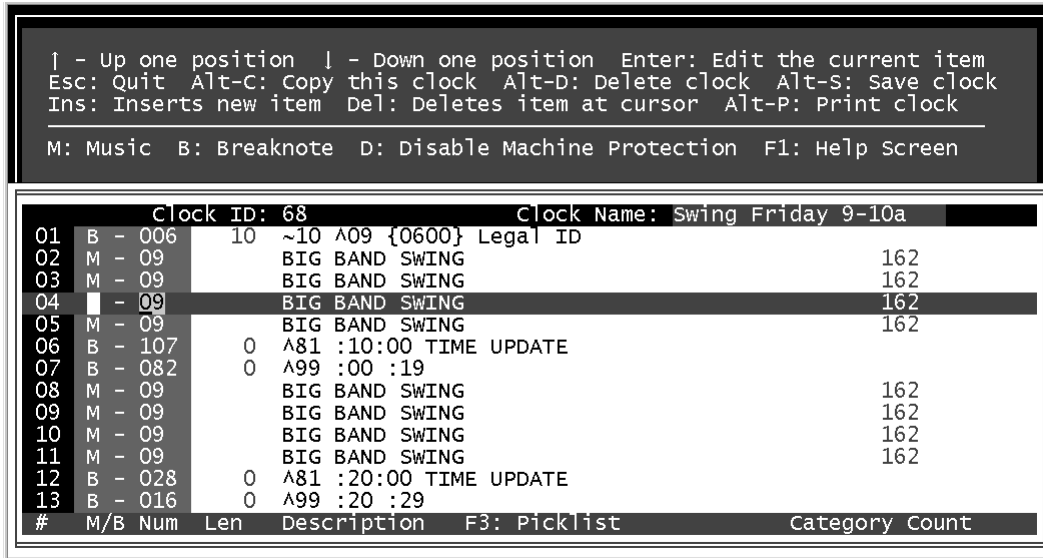 ↑ - Up one position ↓ - Down one position Enter: Edit the current item
Esc: Quit Alt-C: Copy this clock Alt-D: Delete clock Alt-S: Save clock
Ins: Inserts new item Del: Deletes item at cursor Alt-P: Print clock
M: Music B: Breaknote D: Disable Machine Protection F1: Help Screen
Clock ID: 68 Clock Name: Swing Friday 9-10a
01 B - 006 10 ~10 ^09 {0600} Legal ID
02 M - 09 BIG BAND SWING 162
03 M - 09 BIG BAND SWING 162
04 - 09 BIG BAND SWING 162
05 M - 09 BIG BAND SWING 162
06 B - 107 0 ^81 :10:00 TIME UPDATE
07 B - 082 0 ^99 :00 :19
08 M - 09 BIG BAND SWING 162
09 M - 09 BIG BAND SWING 162
10 M - 09 BIG BAND SWING 162
11 M - 09 BIG BAND SWING 162
12 B - 028 0 ^81 :20:00 TIME UPDATE
13 B - 016 0 ^99 :20 :29
# M/B Num Len Description F3: Picklist Category Count